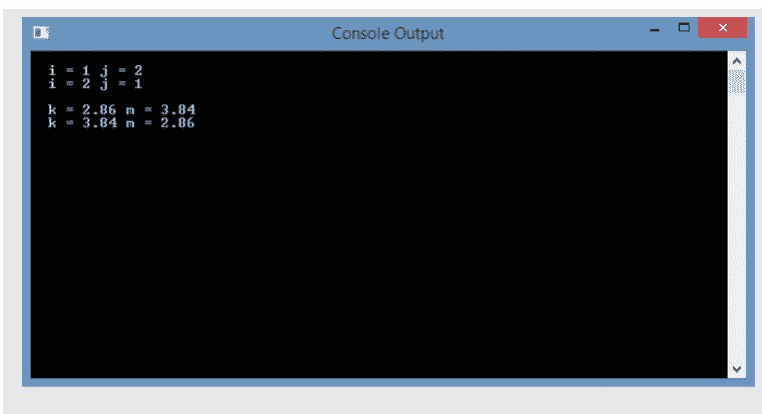 Console Output
i = 1 j = 2
i = 2 j = 1
k = 2.86 m = 3.84
k = 3.84 m = 2.86